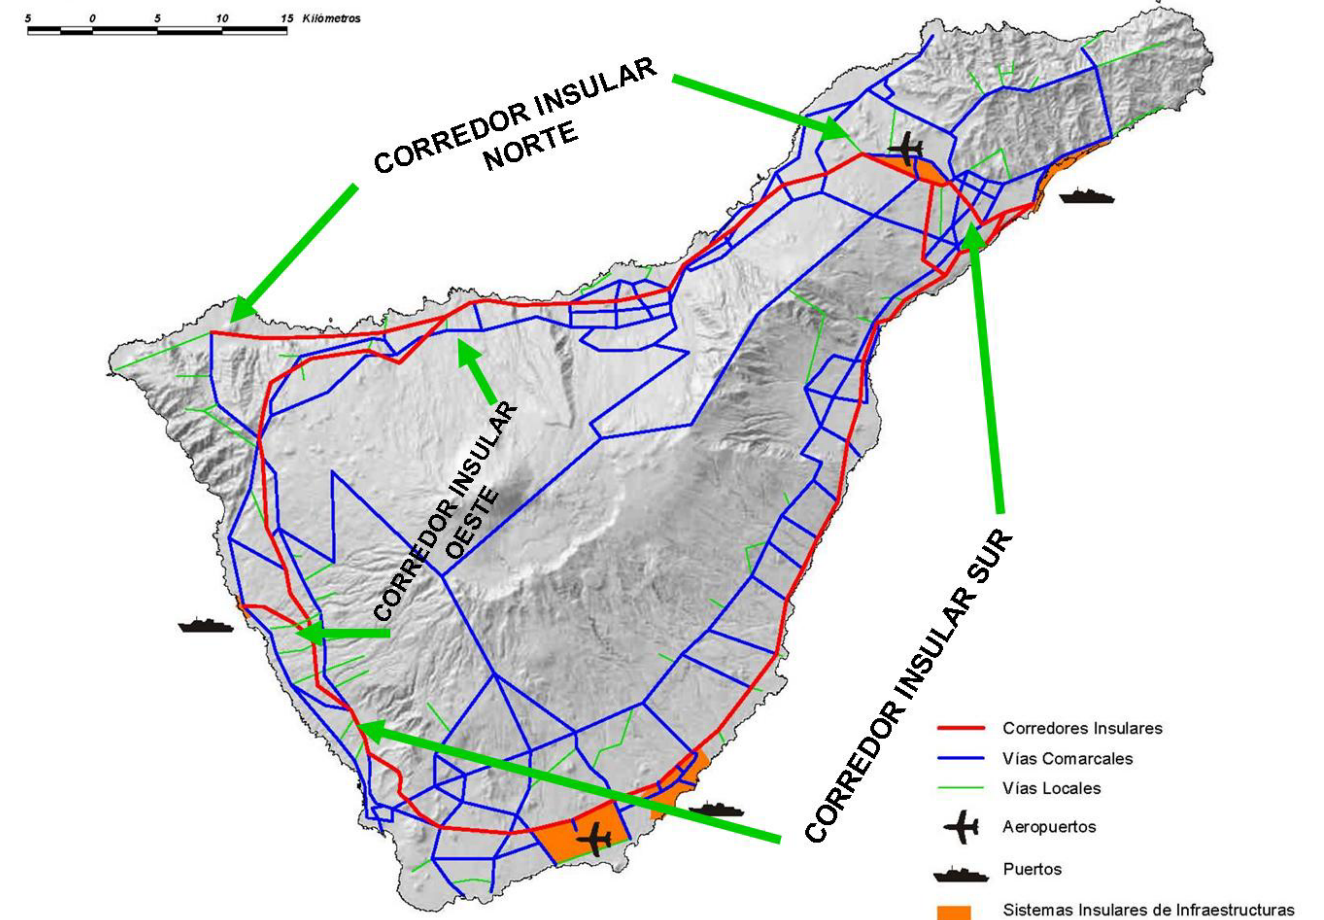 5 0 5 10 15 Kilómetros
CORREDOR INSULAR
NORTE
CORREDOR INSULAR
OESTE
CORREDOR INSULAR SUR
Corredores Insulares
Vías Comarcales
Vías Locales
Aeropuertos
Puertos
Sistemas Insulares de Infraestructuras